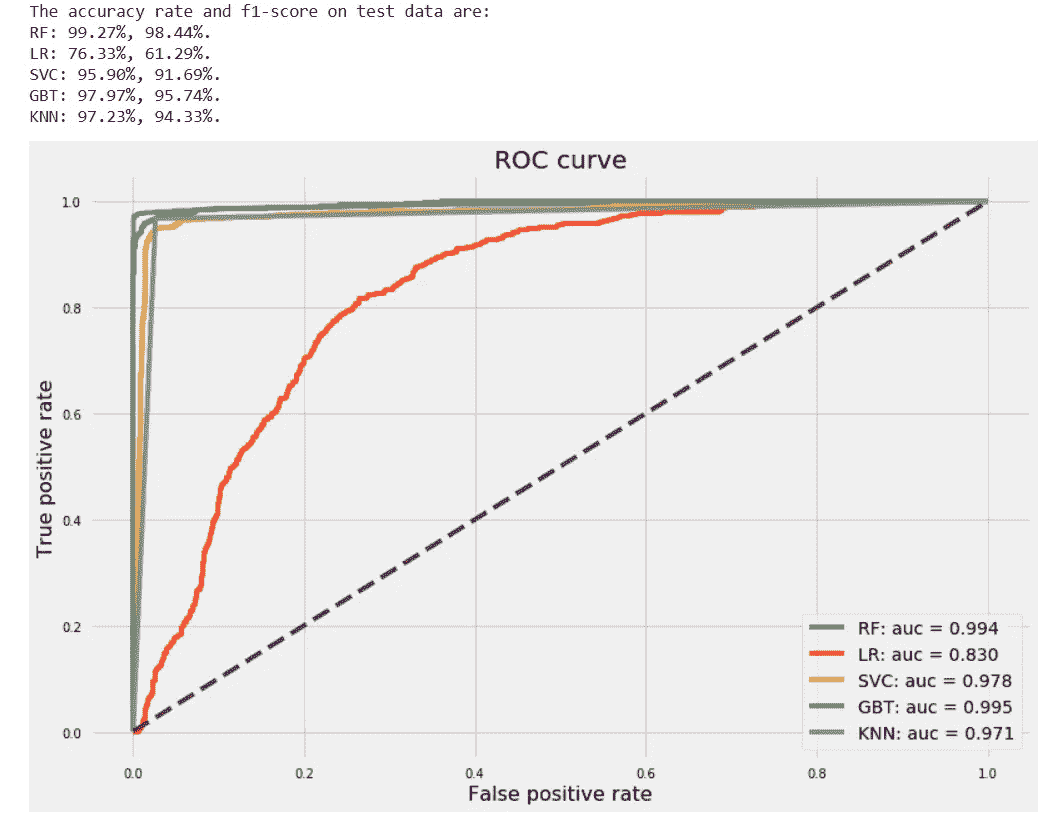 The accuracy rate and f1-score on test data are:
RF: 99.27%, 98.44%.
LR: 76.33%, 61.29%.
SVC: 95.90%, 91.69%.
GBT: 97.97%, 95.74%.
KNN: 97.23%, 94.33%.
ROC curve
1.0
0.8
0.6
0.4
0.2
0.0
True positive rate
RF: auc = 0.994
LR: auc = 0.830
SVC: auc = 0.978
GBT: auc = 0.995
KNN: auc = 0.971
0.0 0.2 0.4 0.6 0.8 1.0
False positive rate